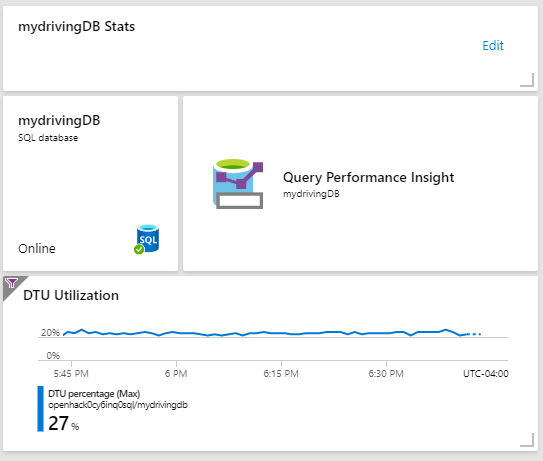 mydrivingDB Stats
Edit
mydrivingDB
SQL database
SQL
Online
Query Performance Insight
mydrivingDB
DTU Utilization
20%
0%
5:45 PM 6 PM 6:15 PM 6:30 PM UTC-04:00
DTU percentage (Max)
openhack0cy6inq0sql/mydrivingdb
27 %